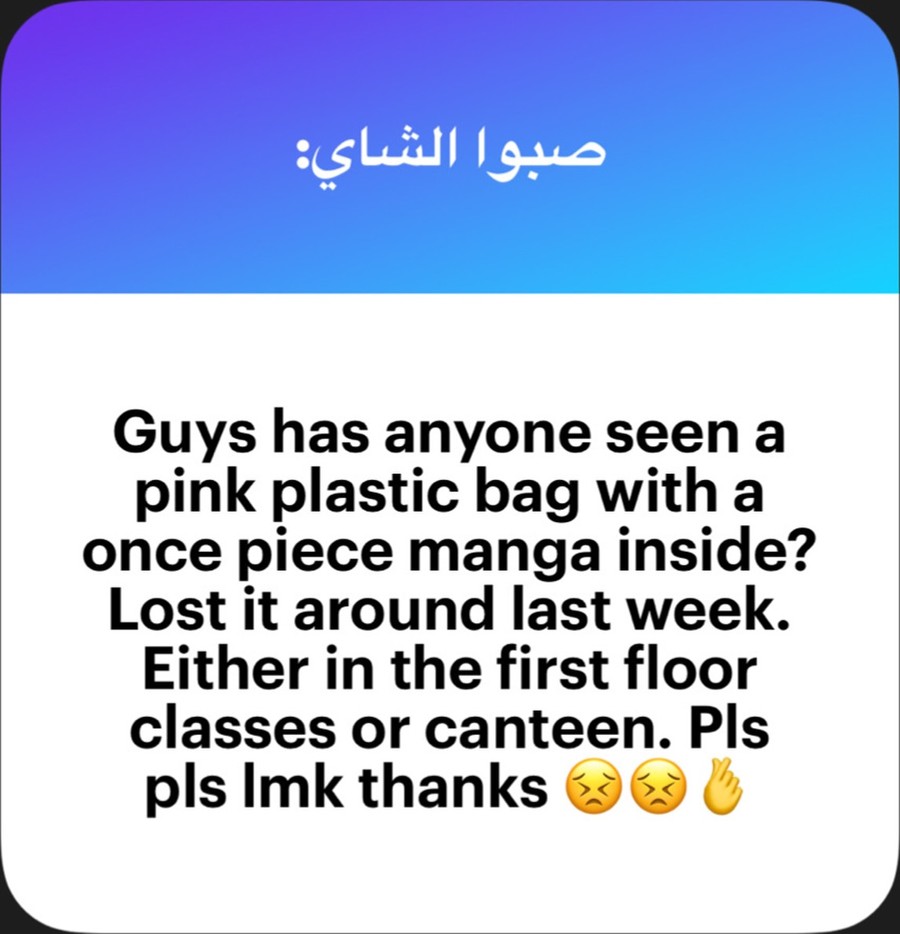 صبوا الشاي:
Guys has anyone seen a
pink plastic bag with a
once piece manga inside?
Lost it around last week.
Either in the first floor
classes or canteen. Pls
pls lmk thanks 😣😣🫰